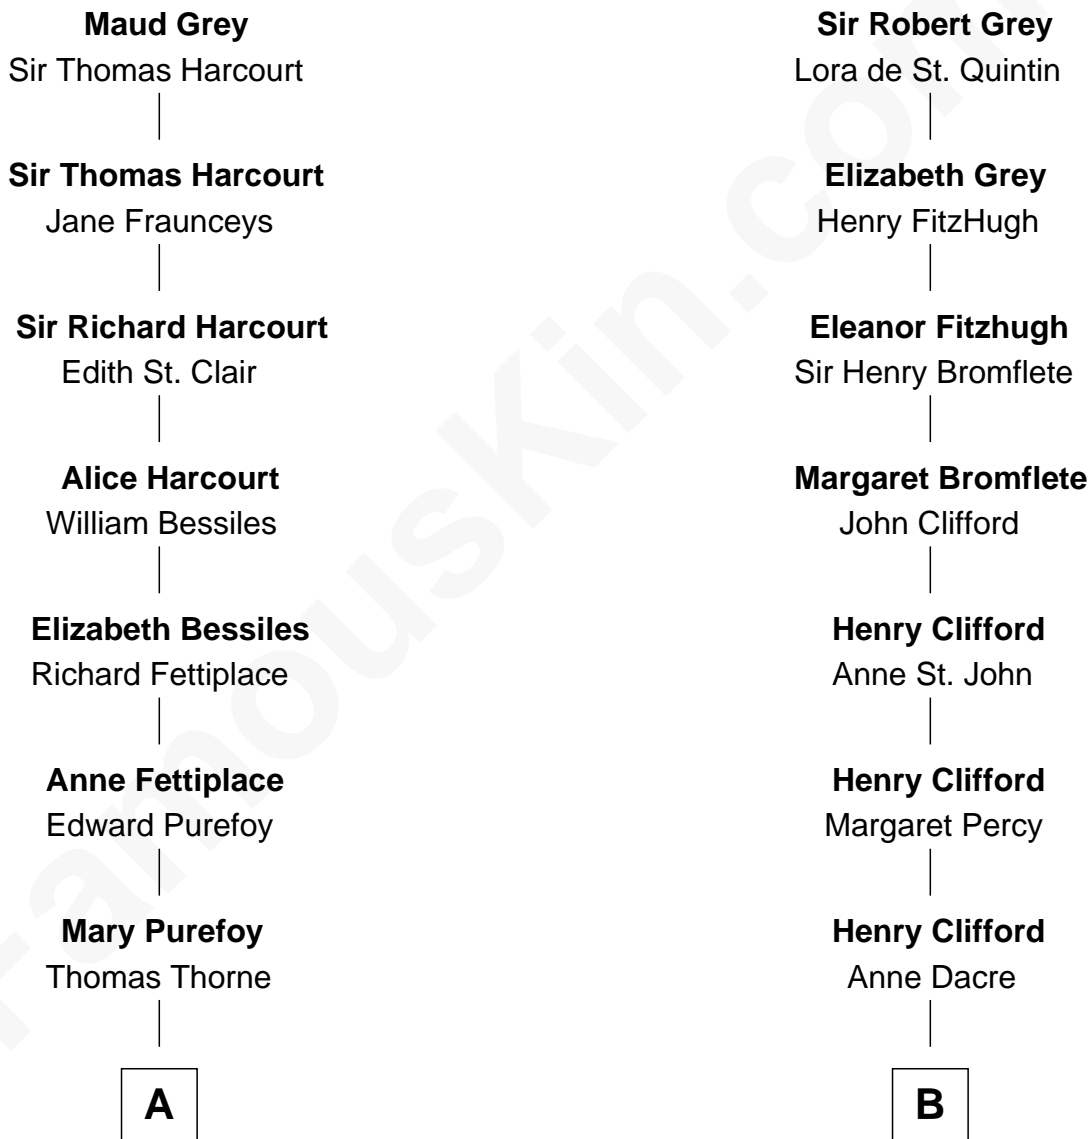 Maud Grey
Sir Thomas Harcourt
Sir Thomas Harcourt
Jane Fraunceys
Sir Richard Harcourt
Edith St. Clair
Alice Harcourt
William Bessiles
Elizabeth Bessiles
Richard Fettiplace
Anne Fettiplace
Edward Purefoy
Mary Purefoy
Thomas Thorne
A
Sir Robert Grey
Lora de St. Quintin
Elizabeth Grey
Henry FitzHugh
Eleanor Fitzhugh
Sir Henry Bromflete
Margaret Bromflete
John Clifford
Henry Clifford
Anne St. John
Henry Clifford
Margaret Percy
Henry Clifford
Anne Dacre
B
FamousKin.com